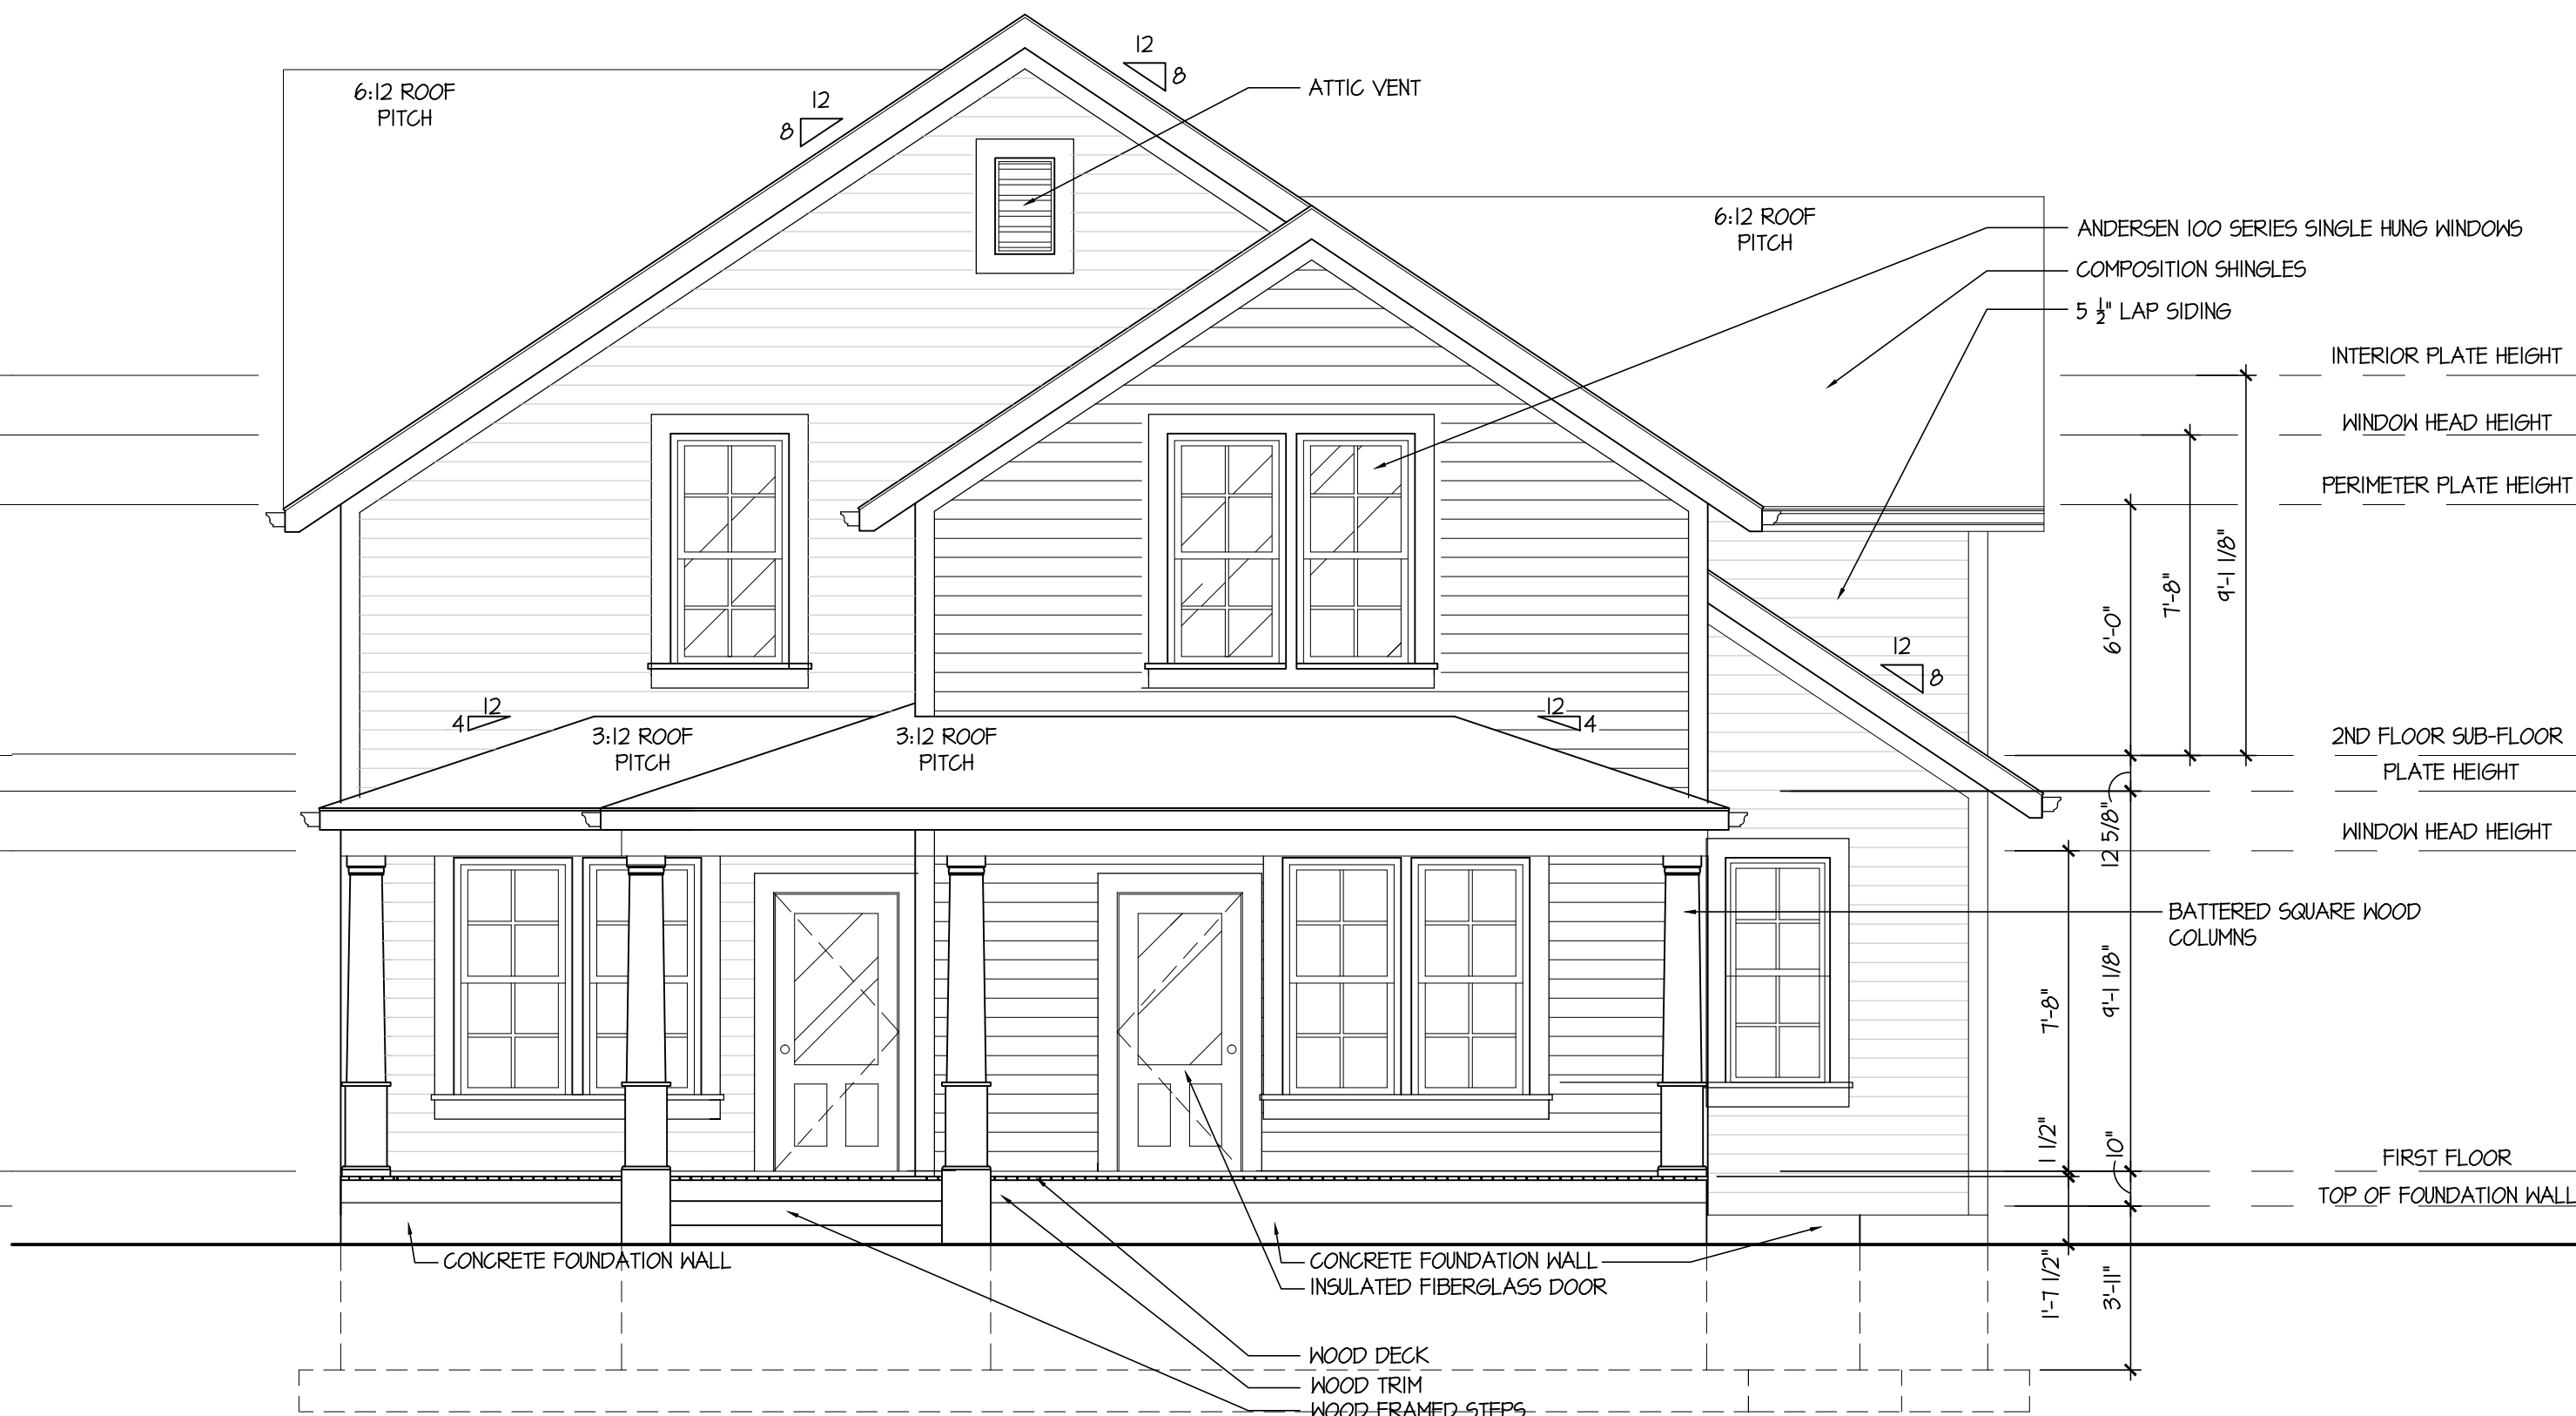 12
8
6:12 ROOF
PITCH
ATTIC VENT
12
8
6:12 ROOF
PITCH
ANDERSEN 100 SERIES SINGLE HUNG WINDOWS
COMPOSITION SHINGLES
5 1/2" LAP SIDING
INTERIOR PLATE HEIGHT
WINDOW HEAD HEIGHT
PERIMETER PLATE HEIGHT
9'-1 1/8"
7'-8"
6'-0"
12
8
12
4
3:12 ROOF
PITCH
3:12 ROOF
PITCH
12
4
2ND FLOOR SUB-FLOOR
PLATE HEIGHT
12 5/8"
WINDOW HEAD HEIGHT
BATTERED SQUARE WOOD
COLUMNS
9'-1 1/8"
7'-8"
1 1/2"
10"
FIRST FLOOR
TOP OF FOUNDATION WALL
CONCRETE FOUNDATION WALL
CONCRETE FOUNDATION WALL
INSULATED FIBERGLASS DOOR
1'-7 1/2"
3'-11"
WOOD DECK
WOOD TRIM
WOOD FRAMED STEPS